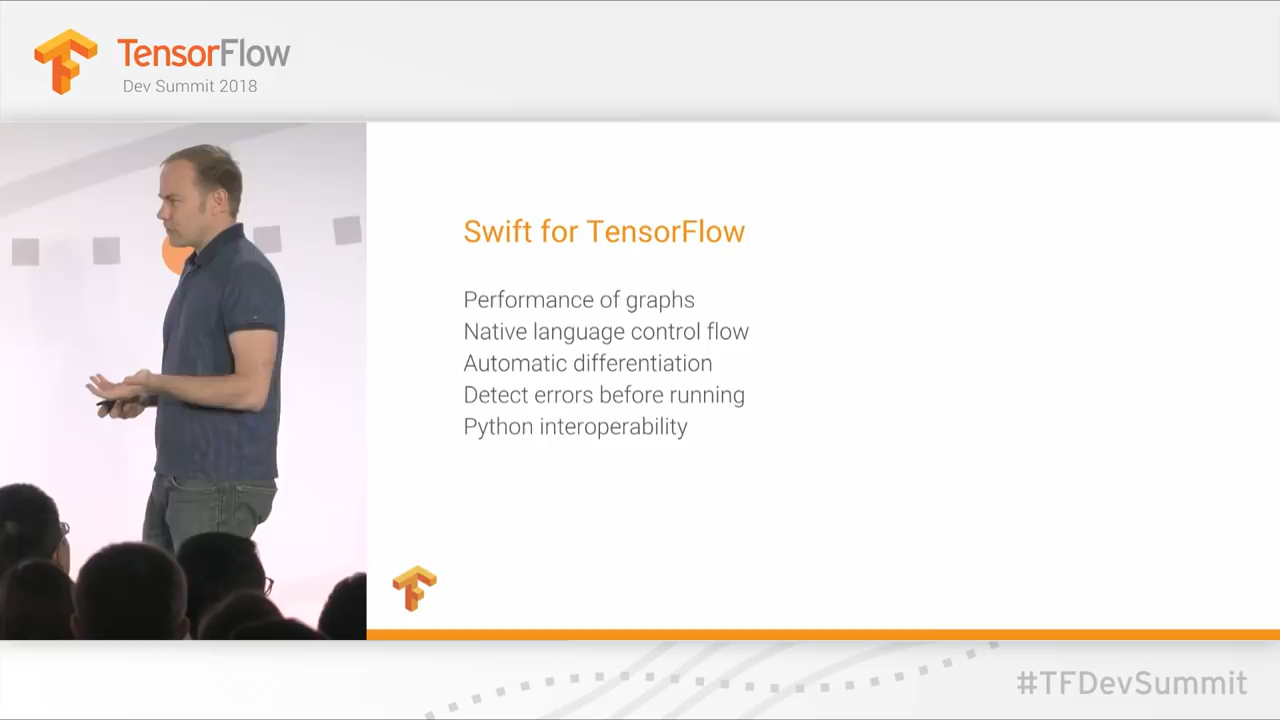 TensorFlow
Dev Summit 2018
Swift for TensorFlow
Performance of graphs
Native language control flow
Automatic differentiation
Detect errors before running
Python interoperability
#TFDevSummit